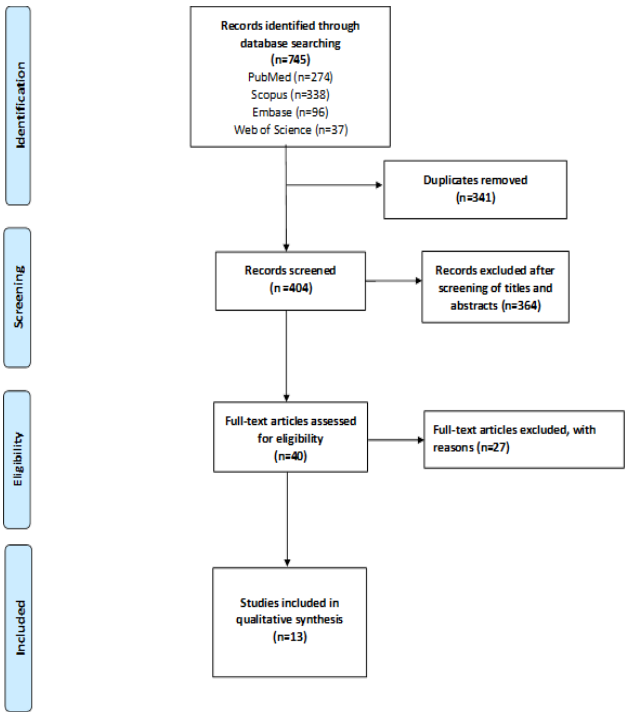 Identification
Records identified through
database searching
(n=745)
PubMed (n=274)
Scopus (n=338)
Embase (n=96)
Web of Science (n=37)
Duplicates removed
(n=341)
Screening
Records screened
(n=404)
Records excluded after
screening of titles and
abstracts (n=364)
Eligibility
Full-text articles assessed
for eligibility
(n=40)
Full-text articles excluded, with
reasons (n=27)
Included
Studies included in
qualitative synthesis
(n=13)